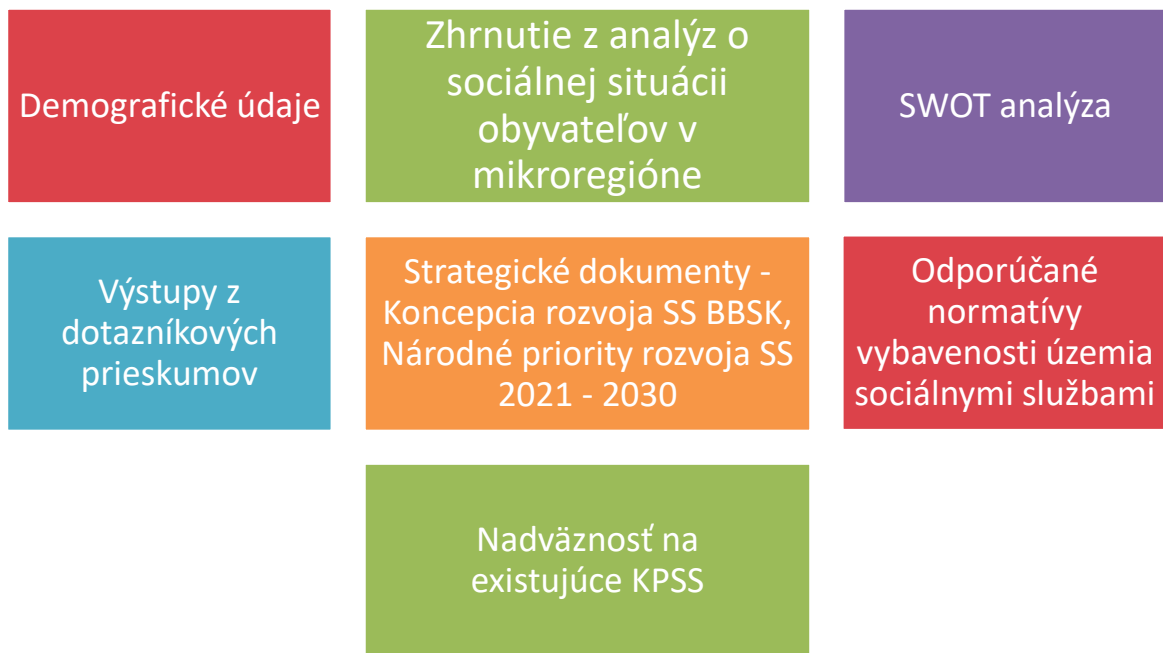 Demografické údaje
Zhrnutie z analýz o
sociálnej situácii
obyvateľov v
mikroregióne
SWOT analýza
Výstupy z
dotazníkových
prieskumov
Strategické dokumenty -
Koncepcia rozvoja SS BBSK,
Národné priority rozvoja SS
2021 - 2030
Odporúčané
normatívy
vybavenosti územia
sociálnymi službami
Nadväznosť na
existujúce KPSS